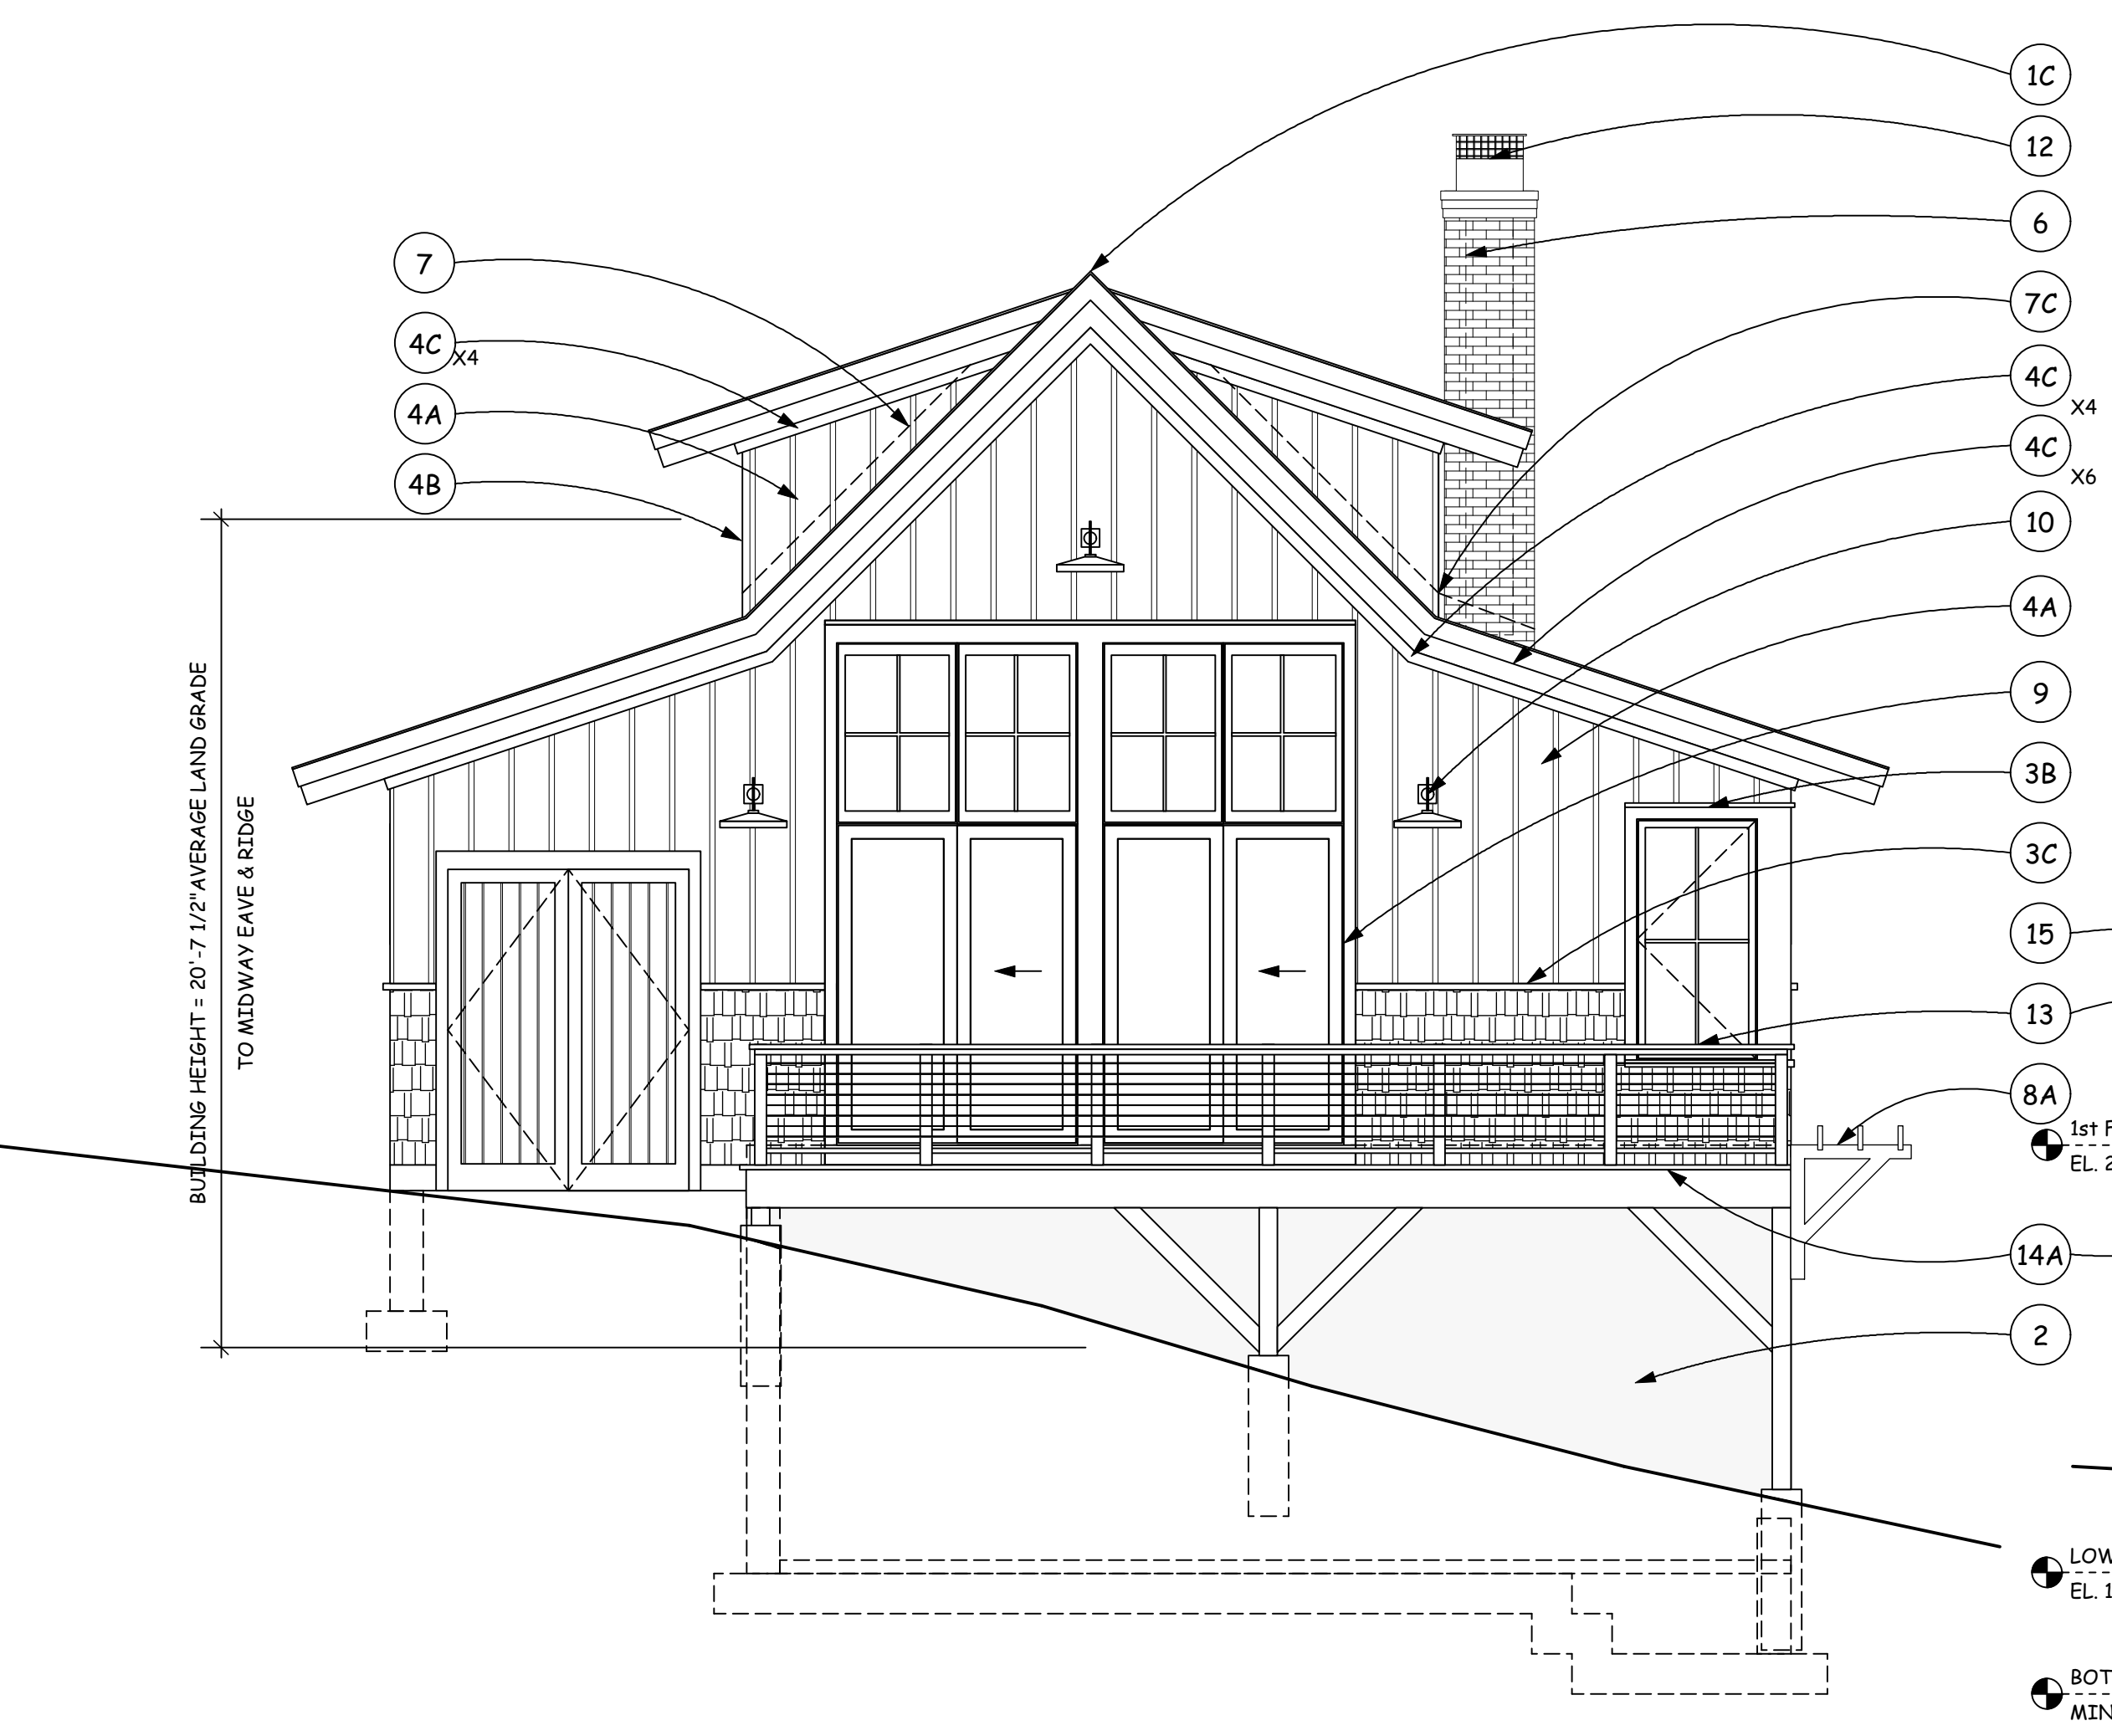 1C
12
6
7C
7
4C
X4
4A
4B
4C
X4
4C
X6
10
4A
9
3B
3C
15
13
8A
1st F
EL. 2
14A
2
BUILDING HEIGHT = 20'-7 1/2" AVERAGE LAND GRADE
TO MIDWAY EAVE & RIDGE
LOW
EL. 1
BOT
MIN